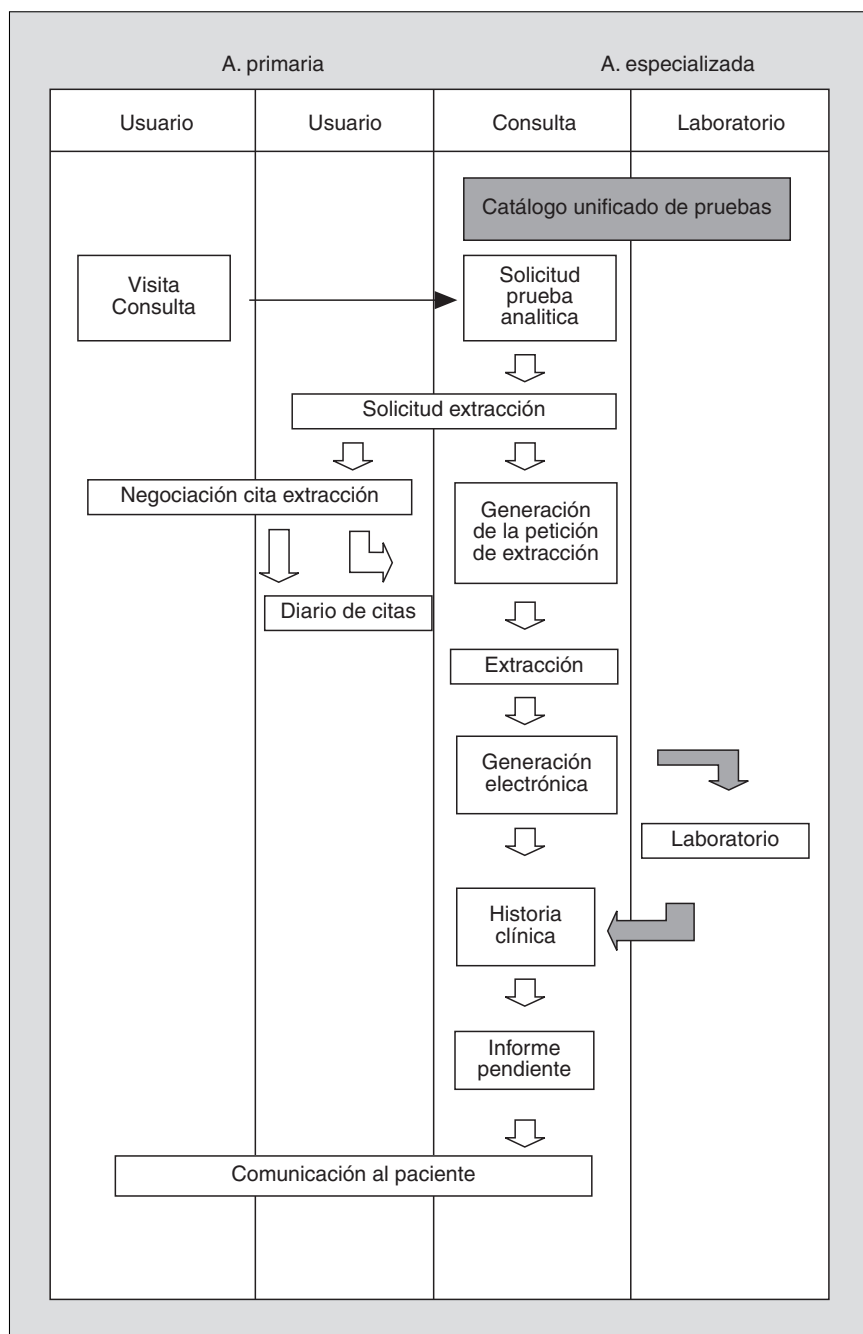 A. primaria
A. especializada
Usuario
Usuario
Consulta
Laboratorio
Catálogo unificado de pruebas
Visita
Consulta
Solicitud
prueba
analitica
Solicitud extracción
Negociación cita extracción
Generación
de la petición
de extracción
Diario de citas
Extracción
Generación
electrónica
Laboratorio
Historia
clínica
Informe
pendiente
Comunicación al paciente